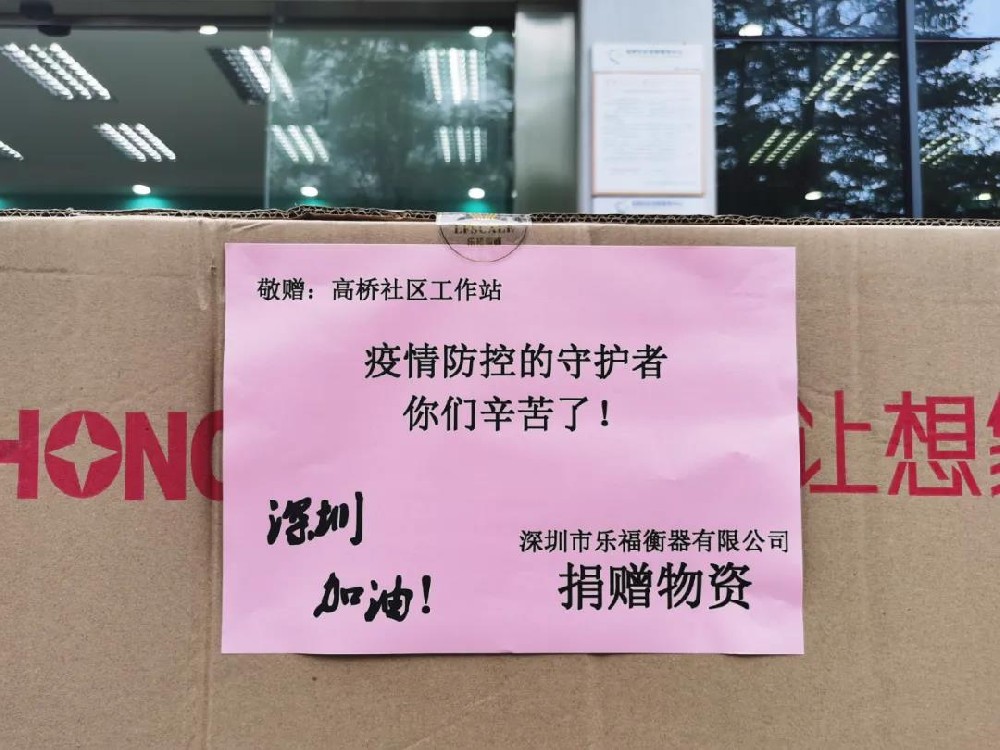 LFSCALE
敬赠：高桥社区工作站
疫情防控的守护者
你们辛苦了！
深圳
加油！
深圳市乐福衡器有限公司
捐赠物资
HONG
让想